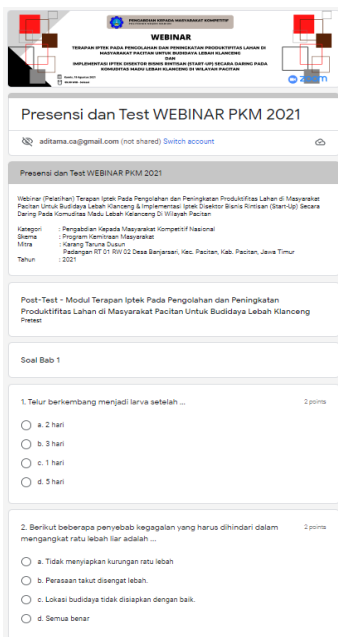 PENGABDIAN KEPADA MASYARAKAT KOMPETITIF
WEBINAR
TERAPAN IPTEK PADA PENGOLAHAN DAN PENINGKATAN PRODUKTIFITAS LAHAN DI
MASYARAKAT PACITAN UNTUK BUDIDAYA LEBAH KLANCENG
DAN
IMPLEMENTASI IPTEK DISEKTOR BISNIS RINTISAN (START-UP) SECARA DARING PADA
KOMUNITAS MADU LEBAH KLANCENG DI WILAYAH PACITAN
zoom
Presensi dan Test WEBINAR PKM 2021
aditama.ca@gmail.com (not shared) Switch account
Presensi dan Test WEBINAR PKM 2021
Webinar (Pelatihan) Terapan Iptek Pada Pengolahan dan Peningkatan Produktifitas Lahan di Masyarakat
Pacitan Untuk Budidaya Lebah Klanceng & Implementasi Iptek Disektor Bisnis Rintisan (Start-Up) Secara
Daring Pada Komunitas Madu Lebah Kelanceng Di Wilayah Pacitan
Kategori : Pengabdian Kepada Masyarakat Kompetitif Nasional
Skema : Program Kemitraan Masyarakat
Mitra : Karang Taruna Dusun
Padangan RT 01 RW 02 Desa Banjarsari, Kec. Pacitan, Kab. Pacitan, Jawa Timur
Tahun : 2021
Post-Test - Modul Terapan Iptek Pada Pengolahan dan Peningkatan
Produktifitas Lahan di Masyarakat Pacitan Untuk Budidaya Lebah Klanceng
Pretest
Soal Bab 1
1. Telur berkembang menjadi larva setelah ... 2 points
a. 2 hari
b. 3 hari
c. 1 hari
d. 5 hari
2. Berikut beberapa penyebab kegagalan yang harus dihindari dalam 2 points
mengangkat ratu lebah liar adalah ...
a. Tidak menyiapkan kurungan ratu lebah
b. Perasaan takut disengat lebah.
c. Lokasi budidaya tidak disiapkan dengan baik.
d. Semua benar